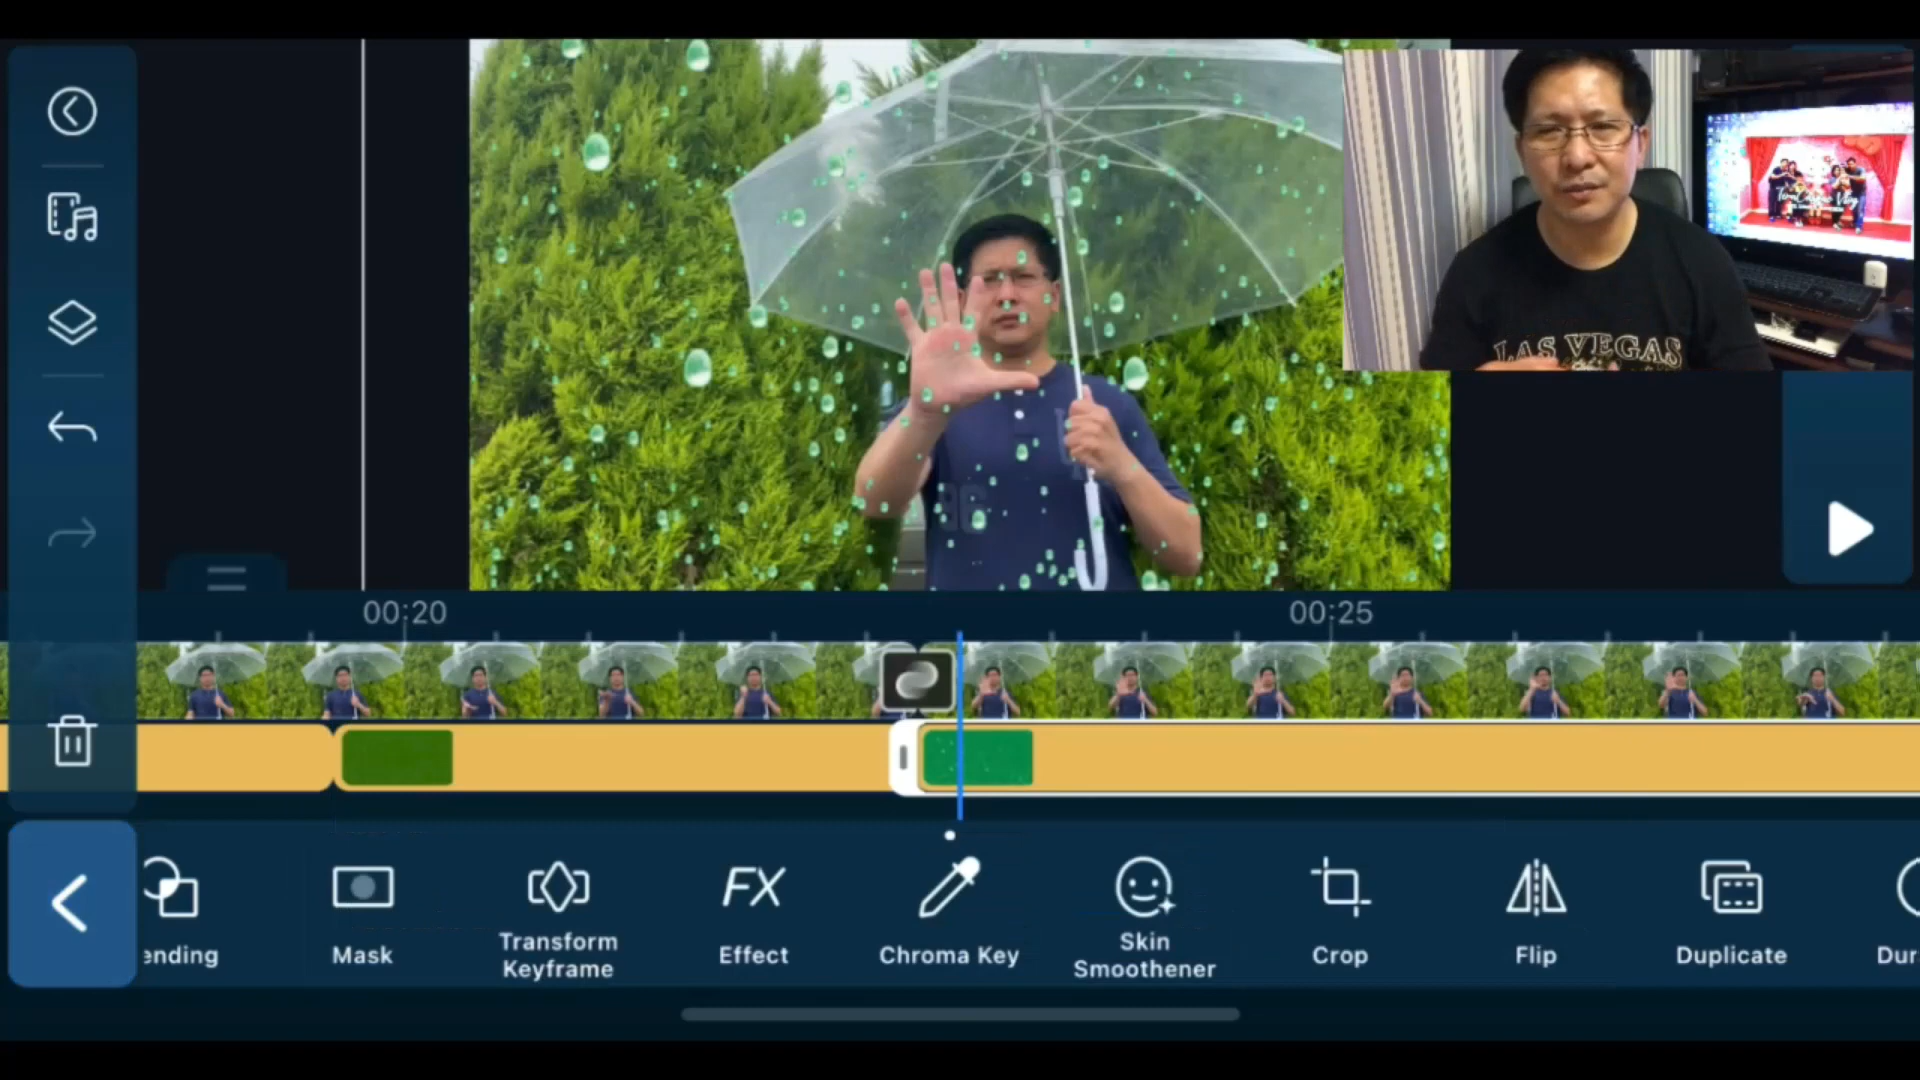 LAS VEGAS
00:20
00:25
ending
Mask
Transform
Keyframe
FX
Effect
Chroma Key
Skin
Smoothener
Crop
Flip
Duplicate
Dur